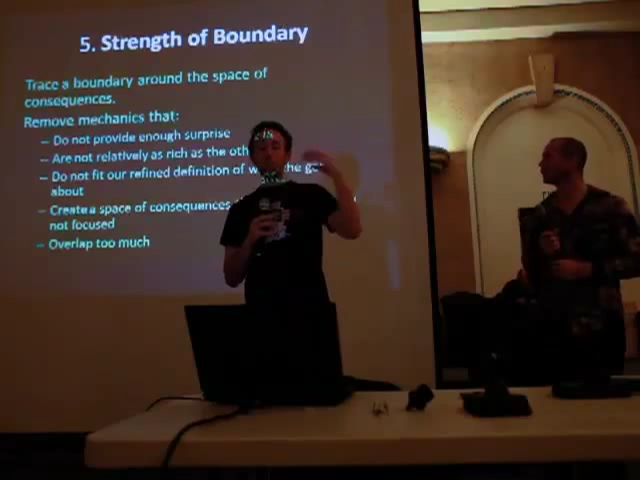 5. Strength of Boundary
Trace a boundary around the space of
consequences.
Remove mechanics that:
– Do not provide enough surprise
– Are not relatively as rich as the
– Do not fit our refined definition of the
about
– Create a space of consequences
not focused
– Overlap too much